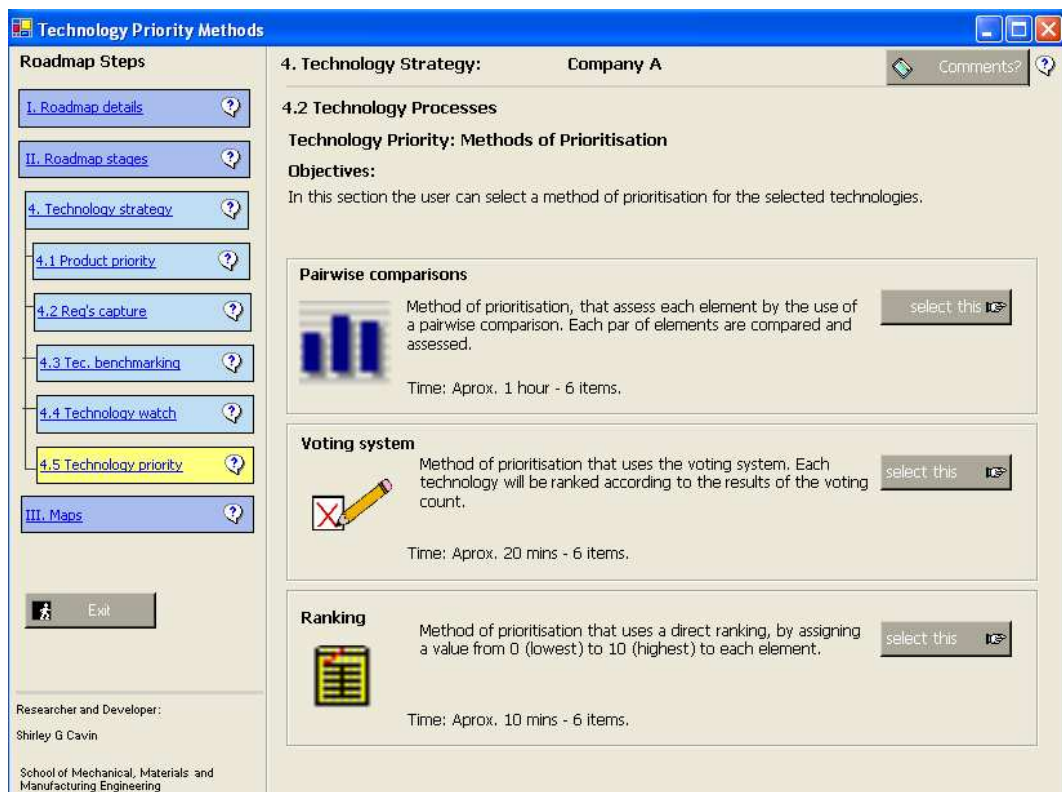 Technology Priority Methods
Roadmap Steps
I. Roadmap details
II. Roadmap stages
4. Technology strategy
4.1 Product priority
4.2 Req's capture
4.3 Tec. benchmarking
4.4 Technology watch
4.5 Technology priority
III. Maps
Exit
Researcher and Developer:
Shirley G Cavin
School of Mechanical, Materials and
Manufacturing Engineering
4. Technology Strategy: Company A
Comments?
4.2 Technology Processes
Technology Priority: Methods of Prioritisation
Objectives:
In this section the user can select a method of prioritisation for the selected technologies.
Pairwise comparisons
Method of prioritisation, that assess each element by the use of
a pairwise comparison. Each par of elements are compared and
assessed.
Time: Aprox. 1 hour - 6 items.
select this
Voting system
Method of prioritisation that uses the voting system. Each
technology will be ranked according to the results of the voting
count.
Time: Aprox. 20 mins - 6 items.
select this
Ranking
Method of prioritisation that uses a direct ranking, by assigning
a value from 0 (lowest) to 10 (highest) to each element.
Time: Aprox. 10 mins - 6 items.
select this